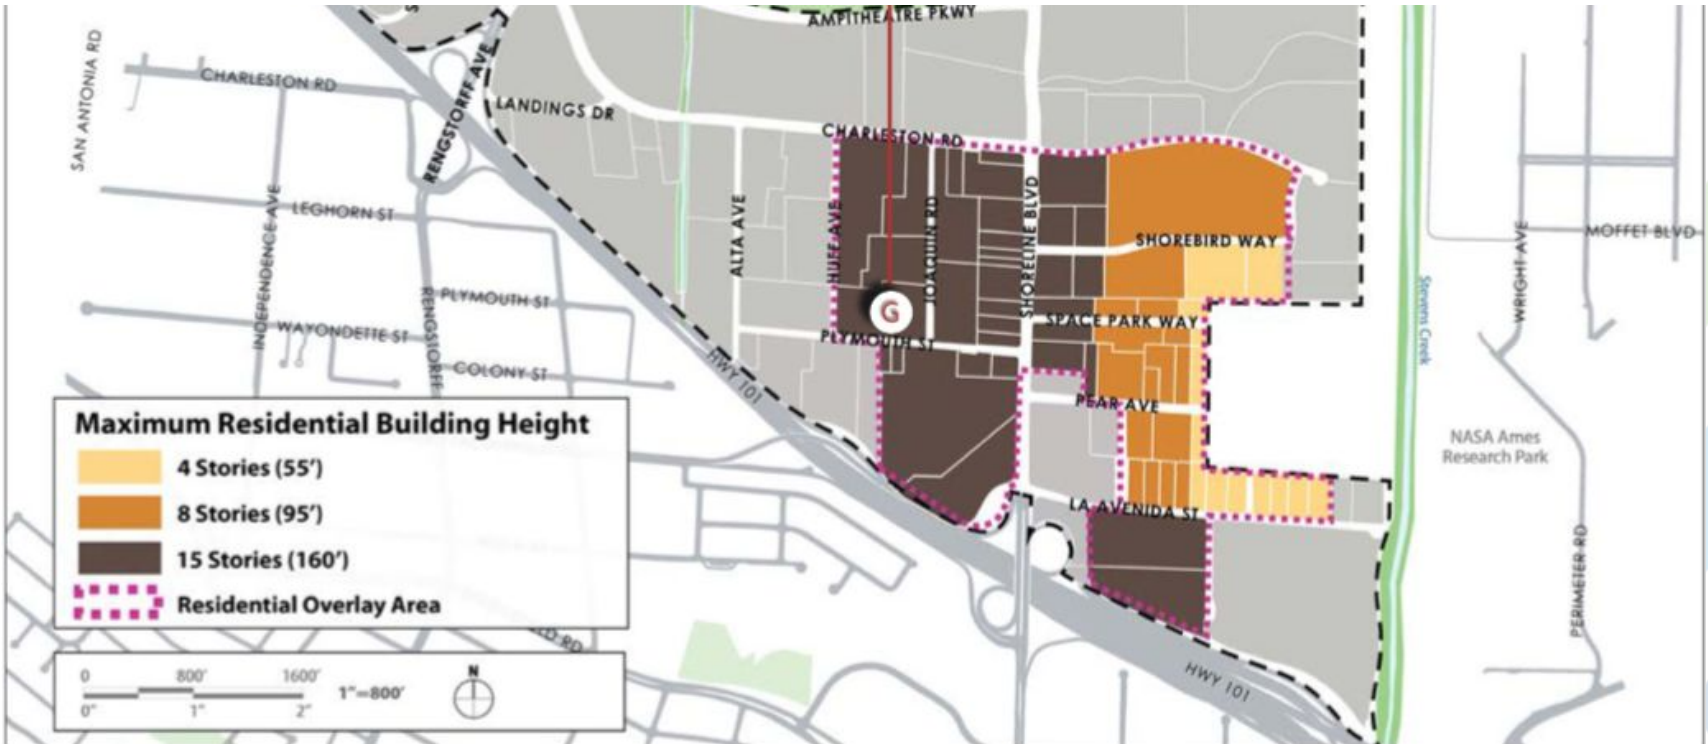 AMPITHEATRE PKWY
SAN ANTONIA RD
CHARLESTON RD
RENGSTORFF AVE
LANDINGS DR
CHARLESTON RD
INDEPENDENCE AVE
LEGHORN ST
ALTA AVE
HUFF AVE
JOAQUIN RD
SHORELINE BLVD
SHOREBIRD WAY
WRIGHT AVE
MOFFET BLVD
PLYMOUTH ST
RENGSTORFF
G
SPACE PARK WAY
Stevens Creek
WAYONDETTE ST
PLYMOUTH ST
COLONY ST
HWY 101
PEAR AVE
Maximum Residential Building Height
4 Stories (55')
8 Stories (95')
15 Stories (160')
Residential Overlay Area
NASA Ames
Research Park
LA AVENIDA ST
PERIMETER RD
HWY 101
0 800' 1600'
1"=800'
0" 1" 2"
N